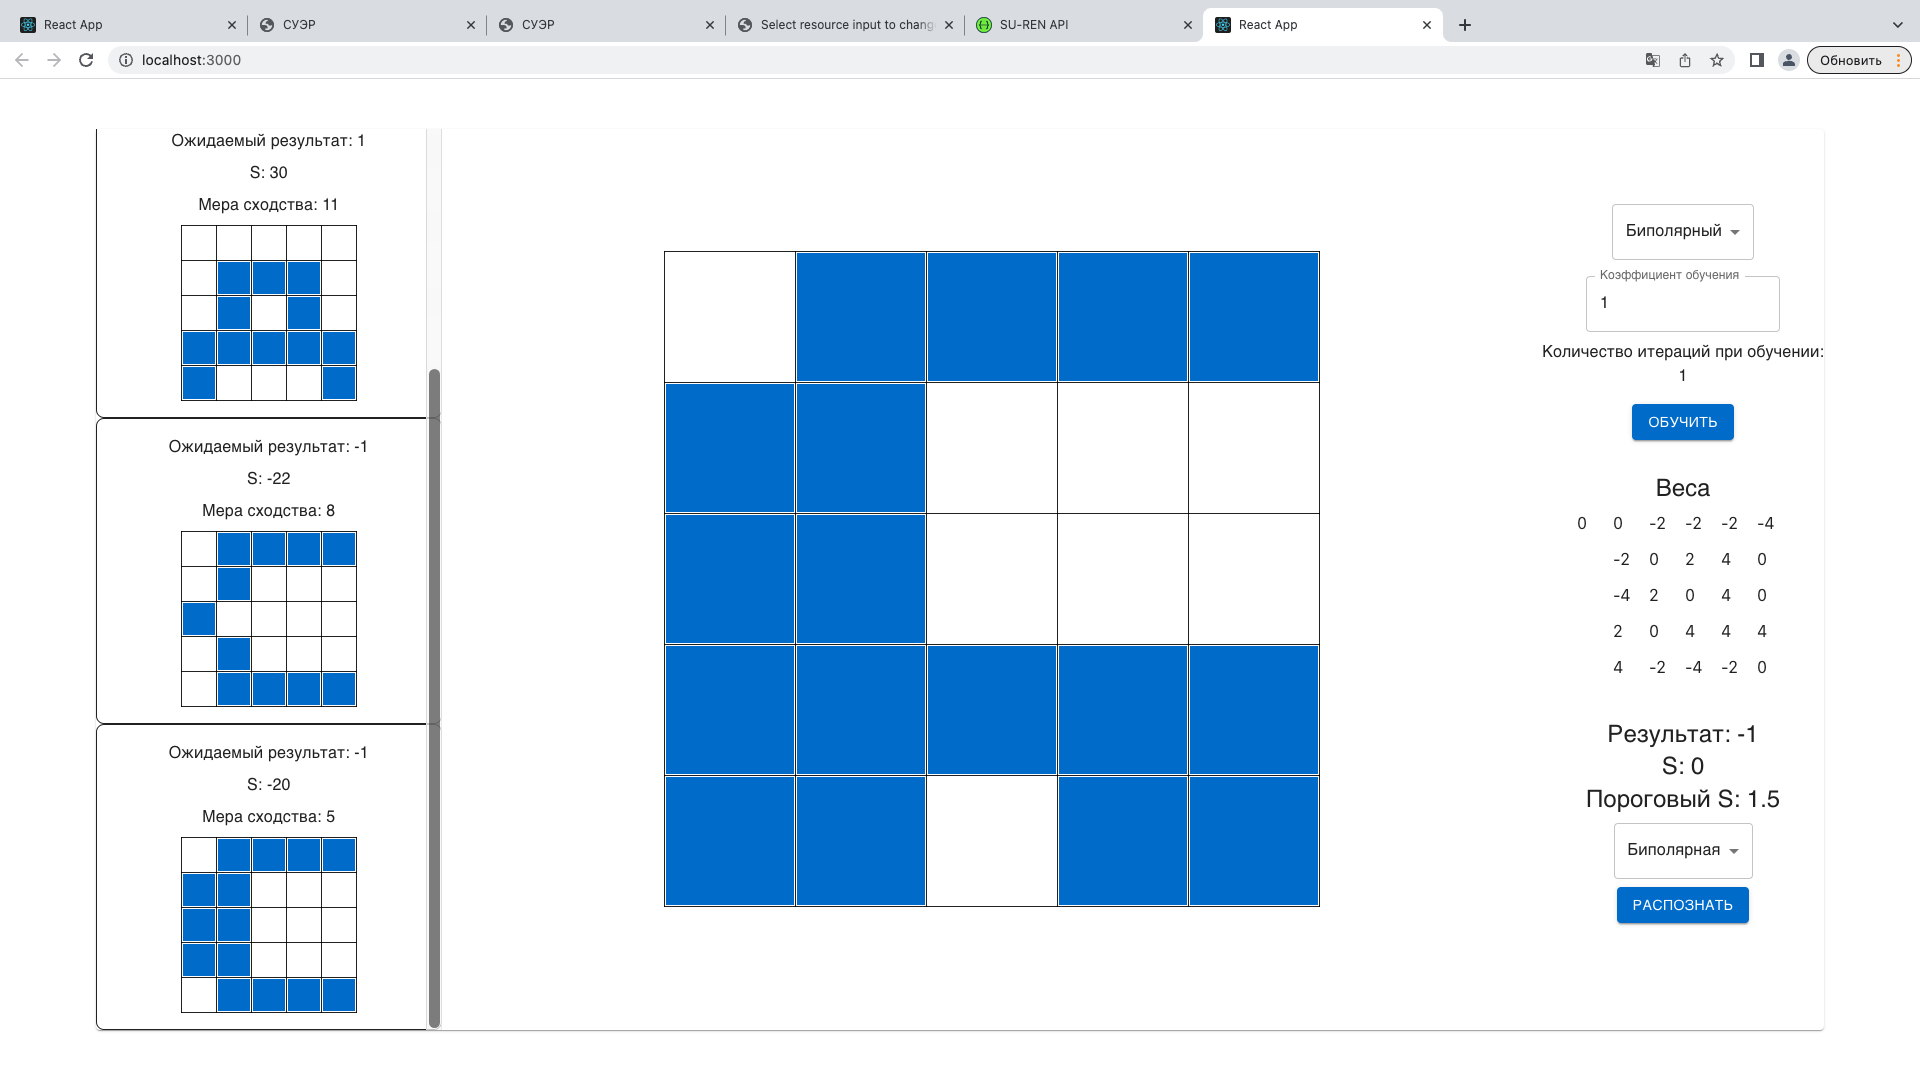 React App
СУЭР
СУЭР
Select resource input to chang
SU-REN API
React App
localhost:3000
Обновить
Ожидаемый результат: 1
S: 30
Мера сходства: 11
Ожидаемый результат: -1
S: -22
Мера сходства: 8
Ожидаемый результат: -1
S: -20
Мера сходства: 5
Биполярный
Коэффициент обучения
1
Количество итераций при обучении:
1
ОБУЧИТЬ
Веса
0 0 -2 -2 -2 -4
-2 0 2 4 0
-4 2 0 4 0
2 0 4 4 4
4 -2 -4 -2 0
Результат: -1
S: 0
Пороговый S: 1.5
Биполярная
РАСПОЗНАТЬ